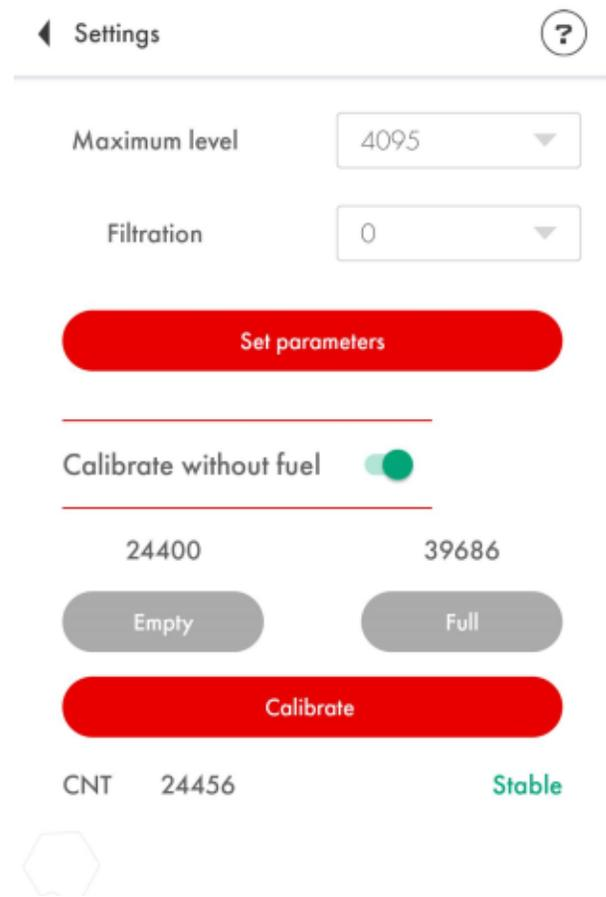 Settings ?
Maximum level 4095
Filtration 0
Set parameters
Calibrate without fuel
24400 39686
Empty Full
Calibrate
CNT 24456 Stable